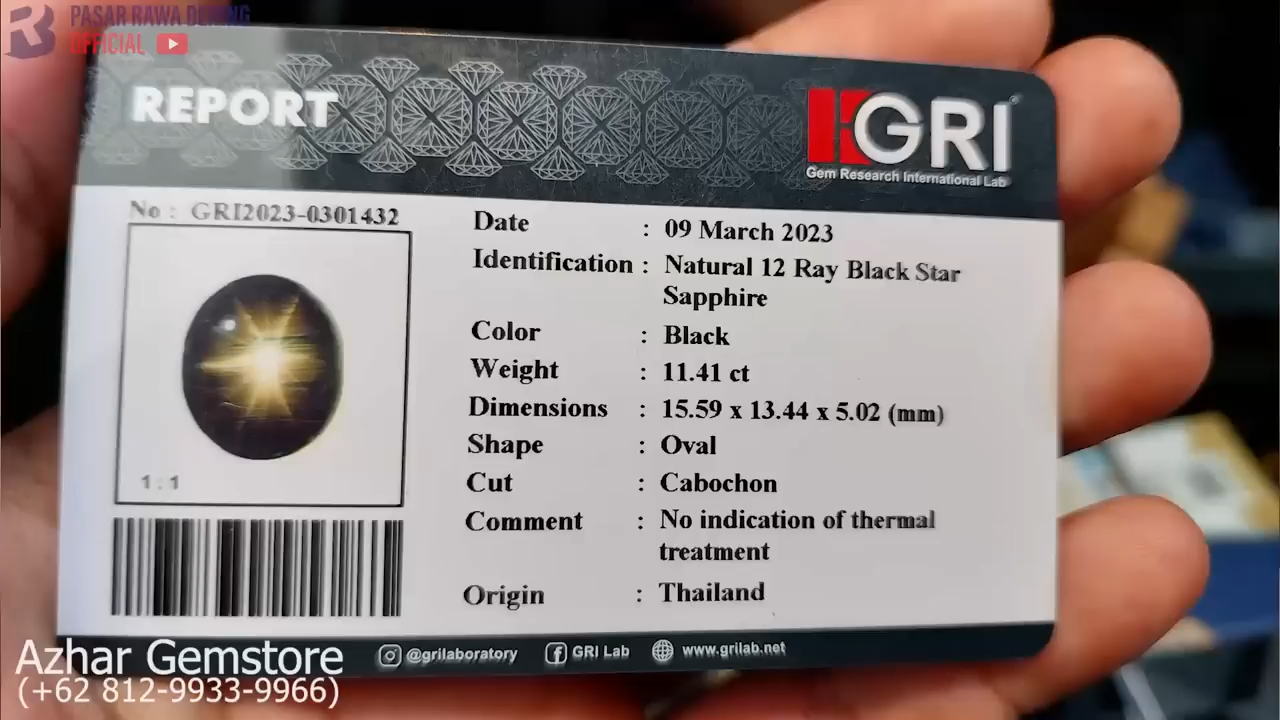 PASAR RAWA BENING
OFFICIAL
REPORT
GRI
Gem Research International Lab
No : GRI2023-0301432
1 : 1
Date : 09 March 2023
Identification : Natural 12 Ray Black Star
Sapphire
Color : Black
Weight : 11.41 ct
Dimensions : 15.59 x 13.44 x 5.02 (mm)
Shape : Oval
Cut : Cabochon
Comment : No indication of thermal
treatment
Origin : Thailand
@grilaboratory GRI Lab www.grilab.net
Azhar Gemstore
(+62 812-9933-9966)